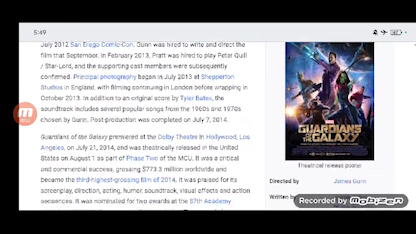 5:49
July 2012 San Diego Comic-Con. Gunn was hired to write and direct
the film that September. In February 2013, Pratt was hired to play Peter Quill
/ Star-Lord, and the supporting cast members were subsequently
confirmed. Principal photography began in July 2013 at Shepperton
Studios in England, with filming continuing in London before wrapping in
October 2013. In addition to an original score by Tyler Bates, the
soundtrack includes several popular songs from the 1960s and 1970s
chosen by Gunn. Post-production was completed on July 7, 2014.
Guardians of the Galaxy premiered at the Dolby Theatre in Hollywood, Los
Angeles, on July 21, 2014, and was theatrically released in the United
States on August 1 as part of Phase Two of the MCU. It was a critical
and commercial success, grossing $773.3 million worldwide and
became the third-highest-grossing film of 2014. It was praised for its
screenplay, direction, acting, humor, soundtrack, visual effects and action
sequences. It was nominated for two awards at the 87th Academy
GUARDIANS
OF THE
GALAXY
Theatrical release poster
Directed by
James Gunn
Written by
Recorded by
MOBIZEN